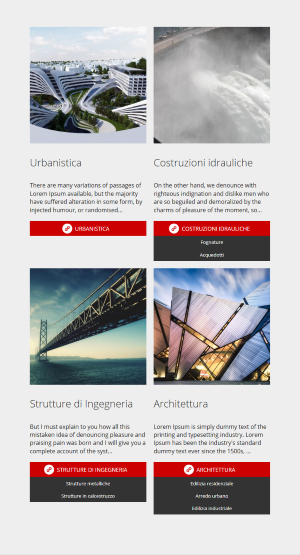 Urbanistica
There are many variations of passages of
Lorem Ipsum available, but the majority
have suffered alteration in some form, by
injected humour, or randomised...
URBANISTICA
Costruzioni idrauliche
On the other hand, we denounce with
righteous indignation and dislike men who
are so beguiled and demoralized by the
charms of pleasure of the moment, so...
COSTRUZIONI IDRAULICHE
Fognature
Acquedotti
Strutture di Ingegneria
But I must explain to you how all this
mistaken idea of denouncing pleasure and
praising pain was born and I will give you a
complete account of the syst...
STRUTTURE DI INGEGNERIA
Strutture metalliche
Strutture in calcestruzzo
Architettura
Lorem Ipsum is simply dummy text of the
printing and typesetting industry. Lorem
Ipsum has been the industry's standard
dummy text ever since the 1500s, ...
ARCHITETTURA
Edilizia residenziale
Arredo urbano
Edilizia industriale